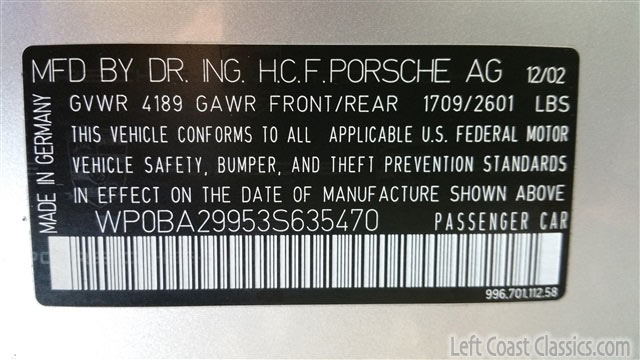 MFD BY DR. ING. H.C.F.PORSCHE AG 12/02
GVWR 4189 GAWR FRONT/REAR 1709/2601 LBS
THIS VEHICLE CONFORMS TO ALL APPLICABLE U.S. FEDERAL MOTOR
VEHICLE SAFETY, BUMPER, AND THEFT PREVENTION STANDARDS
IN EFFECT ON THE DATE OF MANUFACTURE SHOWN ABOVE
WP0BA29953S635470 PASSENGER CAR
MADE IN GERMANY
996.701.112.58
Left Coast Classics.com